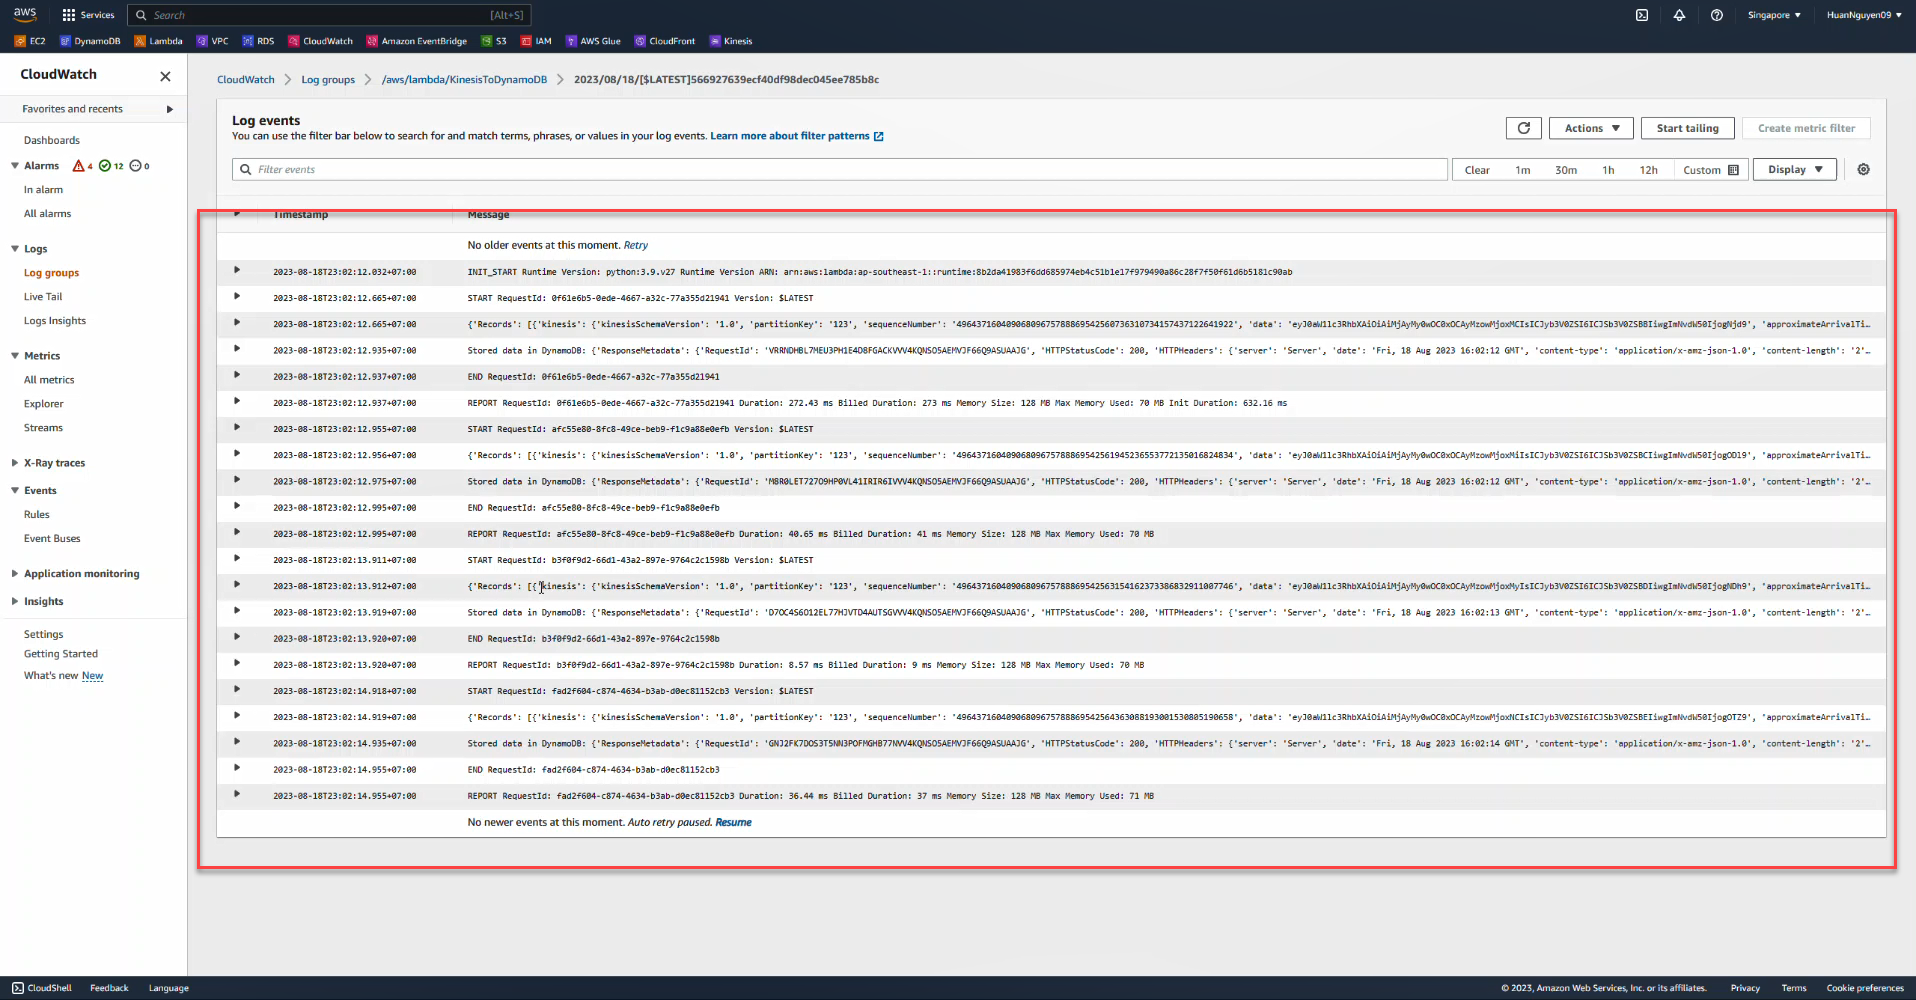 aws Services Search [Alt+S] Singapore HuanNguyen09
EC2 DynamoDB Lambda VPC RDS CloudWatch Amazon EventBridge S3 IAM AWS Glue CloudFront Kinesis
CloudWatch
Favorites and recents
Dashboards
Alarms 4 12 0
In alarm
All alarms
Logs
Log groups
Live Tail
Logs Insights
Metrics
All metrics
Explorer
Streams
X-Ray traces
Events
Rules
Event Buses
Application monitoring
Insights
Settings
Getting Started
What's new New
CloudWatch Log groups /aws/lambda/KinesisToDynamoDB 2023/08/18/[$LATEST]566927639ecf40df98dec045ee785b8c
Log events
You can use the filter bar below to search for and match terms, phrases, or values in your log events. Learn more about filter patterns
Actions Start tailing Create metric filter
Filter events Clear 1m 30m 1h 12h Custom Display
Timestamp Message
No older events at this moment. Retry
2023-08-18T23:02:12.032+07:00 INIT_START Runtime Version: python:3.9.v27 Runtime Version ARN:
2023-08-18T23:02:12.665+07:00 START RequestId: 0f61e6b5-0ede-4667-a32c-77a355d21941 Version: $LATEST
2023-08-18T23:02:12.665+07:00 {'Records': [{'kinesis': {'kinesisSchemaVersion': '1.0', 'partitionKey': '123', 'sequenceNumber': 'data': 'approximateArrivalTi…
2023-08-18T23:02:12.935+07:00 Stored data in DynamoDB: {'ResponseMetadata': {'RequestId': 'HTTPStatusCode': 200, 'HTTPHeaders': {'server': 'Server', 'date': 'Fri, 18 Aug 2023 16:02:12 GMT', 'content-type': 'application/x-amz-json-1.0', 'content-length': '2'…
2023-08-18T23:02:12.937+07:00 END RequestId: 0f61e6b5-0ede-4667-a32c-77a355d21941
2023-08-18T23:02:12.937+07:00 REPORT RequestId: 0f61e6b5-0ede-4667-a32c-77a355d21941 Duration: 272.43 ms Billed Duration: 273 ms Memory Size: 128 MB Max Memory Used: 70 MB Init Duration: 632.16 ms
2023-08-18T23:02:12.955+07:00 START RequestId: afc55e80-8fc8-49ce-beb9-f1c9a88e0efb Version: $LATEST
2023-08-18T23:02:12.956+07:00 {'Records': [{'kinesis': {'kinesisSchemaVersion': '1.0', 'partitionKey': '123', 'sequenceNumber': 'data': 'approximateArrivalTi…
2023-08-18T23:02:12.975+07:00 Stored data in DynamoDB: {'ResponseMetadata': {'RequestId': 'HTTPStatusCode': 200, 'HTTPHeaders': {'server': 'Server', 'date': 'Fri, 18 Aug 2023 16:02:12 GMT', 'content-type': 'application/x-amz-json-1.0', 'content-length': '2'…
2023-08-18T23:02:12.995+07:00 END RequestId: afc55e80-8fc8-49ce-beb9-f1c9a88e0efb
2023-08-18T23:02:12.995+07:00 REPORT RequestId: afc55e80-8fc8-49ce-beb9-f1c9a88e0efb Duration: 40.65 ms Billed Duration: 41 ms Memory Size: 128 MB Max Memory Used: 70 MB
2023-08-18T23:02:13.911+07:00 START RequestId: b3f0f9d2-66d1-43a2-897e-9764c2c1598b Version: $LATEST
2023-08-18T23:02:13.912+07:00 {'Records': [{'kinesis': {'kinesisSchemaVersion': '1.0', 'partitionKey': '123', 'sequenceNumber': 'data': 'approximateArrivalTi…
2023-08-18T23:02:13.919+07:00 Stored data in DynamoDB: {'ResponseMetadata': {'RequestId': 'HTTPStatusCode': 200, 'HTTPHeaders': {'server': 'Server', 'date': 'Fri, 18 Aug 2023 16:02:13 GMT', 'content-type': 'application/x-amz-json-1.0', 'content-length': '2'…
2023-08-18T23:02:13.920+07:00 END RequestId: b3f0f9d2-66d1-43a2-897e-9764c2c1598b
2023-08-18T23:02:13.920+07:00 REPORT RequestId: b3f0f9d2-66d1-43a2-897e-9764c2c1598b Duration: 8.57 ms Billed Duration: 9 ms Memory Size: 128 MB Max Memory Used: 70 MB
2023-08-18T23:02:14.918+07:00 START RequestId: fad2f604-c874-4634-b3ab-d0ec81152cb3 Version: $LATEST
2023-08-18T23:02:14.919+07:00 {'Records': [{'kinesis': {'kinesisSchemaVersion': '1.0', 'partitionKey': '123', 'sequenceNumber': 'data': 'approximateArrivalTi…
2023-08-18T23:02:14.935+07:00 Stored data in DynamoDB: {'ResponseMetadata': {'RequestId': 'HTTPStatusCode': 200, 'HTTPHeaders': {'server': 'Server', 'date': 'Fri, 18 Aug 2023 16:02:14 GMT', 'content-type': 'application/x-amz-json-1.0', 'content-length': '2'…
2023-08-18T23:02:14.955+07:00 END RequestId: fad2f604-c874-4634-b3ab-d0ec81152cb3
2023-08-18T23:02:14.955+07:00 REPORT RequestId: fad2f604-c874-4634-b3ab-d0ec81152cb3 Duration: 36.44 ms Billed Duration: 37 ms Memory Size: 128 MB Max Memory Used: 71 MB
No newer events at this moment. Auto retry paused. Resume
CloudShell Feedback Language © 2023, Amazon Web Services, Inc. or its affiliates. Privacy Terms Cookie preferences